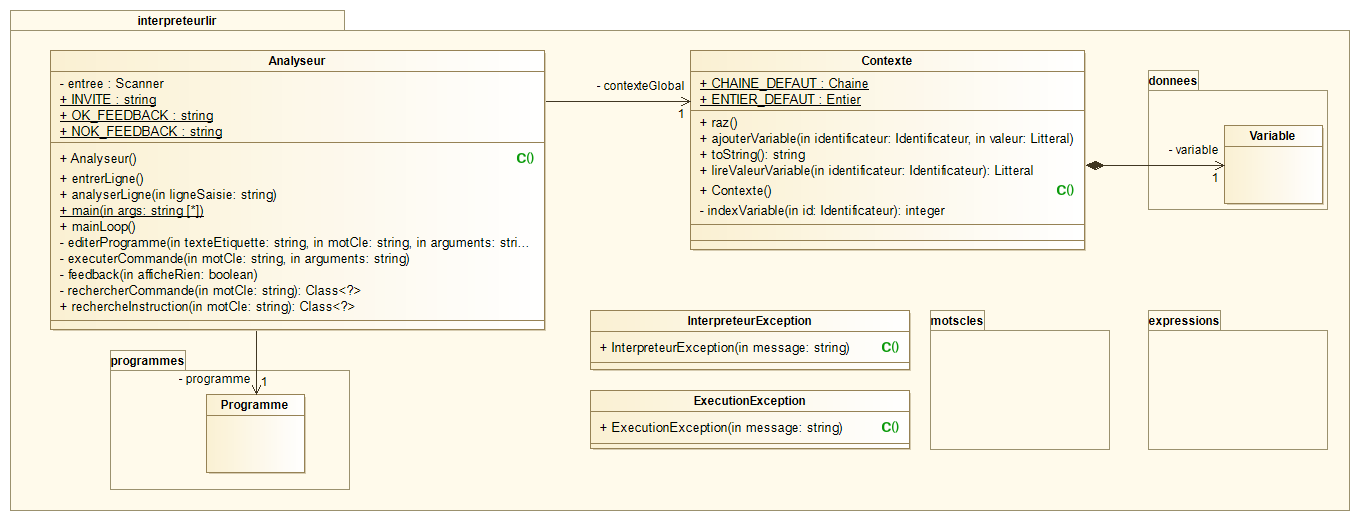 interpreteurlir
Analyseur
- entree : Scanner
+ INVITE : string
+ OK_FEEDBACK : string
+ NOK_FEEDBACK : string
+ Analyseur()
C()
+ entrerLigne()
+ analyserLigne(in ligneSaisie: string)
+ main(in args: string [*])
+ mainLoop()
- editerProgramme(in texteEtiquette: string, in motCle: string, in arguments: stri...
- executerCommande(in motCle: string, in arguments: string)
- feedback(in afficheRien: boolean)
- rechercherCommande(in motCle: string): Class<?>
+ rechercheInstruction(in motCle: string): Class<?>
- contexteGlobal
1
Contexte
+ CHAINE_DEFAUT : Chaine
+ ENTIER_DEFAUT : Entier
+ raz()
+ ajouterVariable(in identificateur: Identificateur, in valeur: Litteral)
+ toString(): string
+ lireValeurVariable(in identificateur: Identificateur): Litteral
+ Contexte()
C()
- indexVariable(in id: Identificateur): integer
donnees
- variable
1
Variable
programmes
- programme
1
Programme
InterpreteurException
+ InterpreteurException(in message: string)
C()
ExecutionException
+ ExecutionException(in message: string)
C()
motscles
expressions